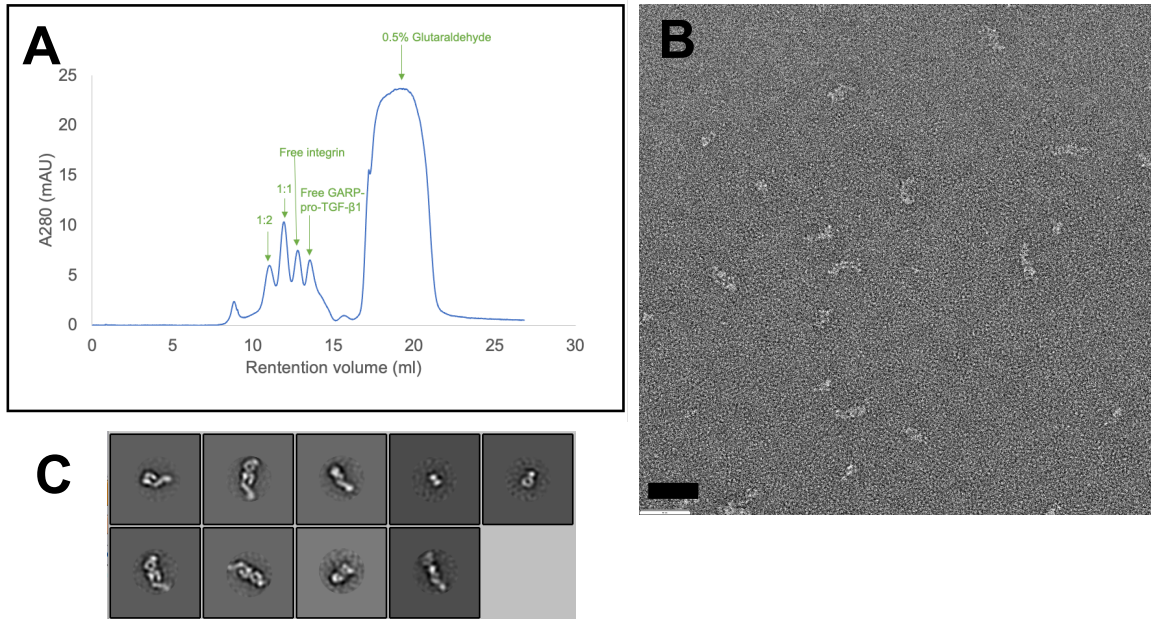 A
0.5% Glutaraldehyde
25
20
15
10
5
0
A280 (mAU)
Free integrin
1:1
Free GARP-
pro-TGF-β1
1:2
0 5 10 15 20 25 30
Rentention volume (ml)
B
C